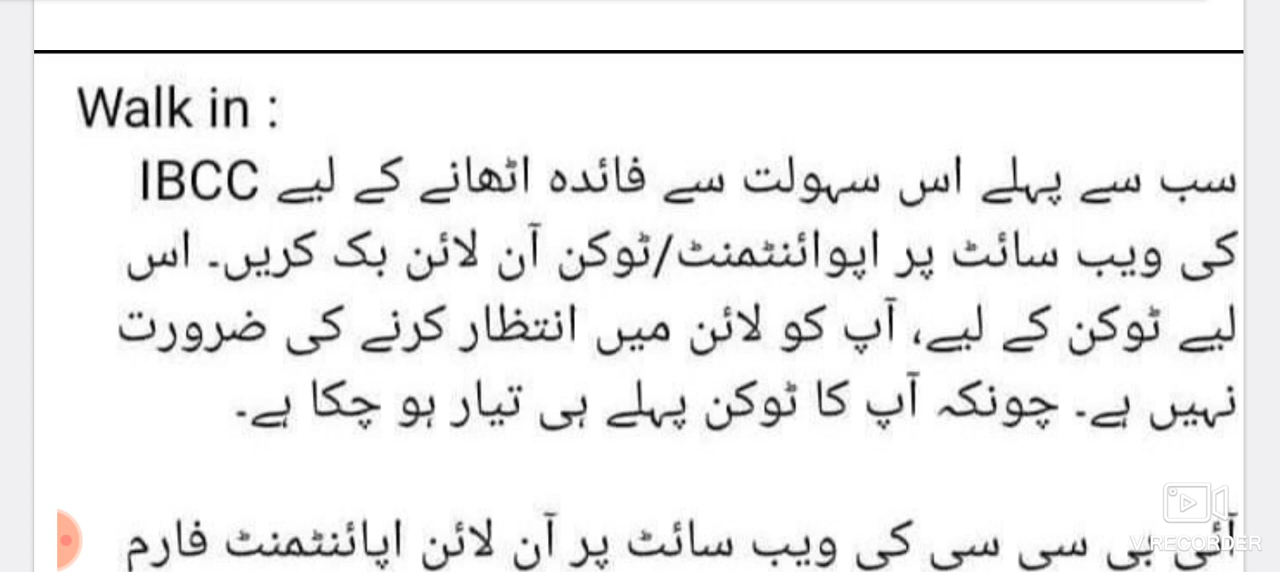 Walk in :
سب سے پہلے اس سہولت سے فائدہ اٹھانے کے لیے IBCC
کی ویب سائٹ پر اپوائنٹمنٹ/ٹوکن آن لائن بک کریں۔ اس
لیے ٹوکن کے لیے، آپ کو لائن میں انتظار کرنے کی ضرورت
نہیں ہے۔ چونکہ آپ کا ٹوکن پہلے ہی تیار ہو چکا ہے۔
آئی بی سی سی کی ویب سائٹ پر آن لائن اپائنٹمنٹ فارم
V RECORDER